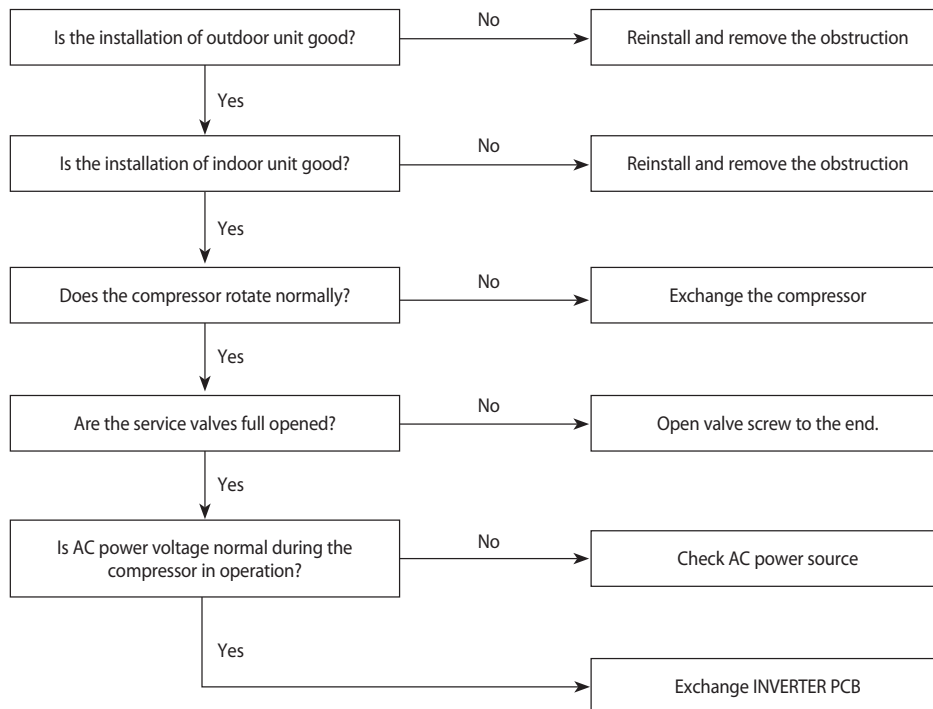 Is the installation of outdoor unit good?
No
Reinstall and remove the obstruction
Yes
Is the installation of indoor unit good?
No
Reinstall and remove the obstruction
Yes
Does the compressor rotate normally?
No
Exchange the compressor
Yes
Are the service valves full opened?
No
Open valve screw to the end.
Yes
Is AC power voltage normal during the
compressor in operation?
No
Check AC power source
Yes
Exchange INVERTER PCB